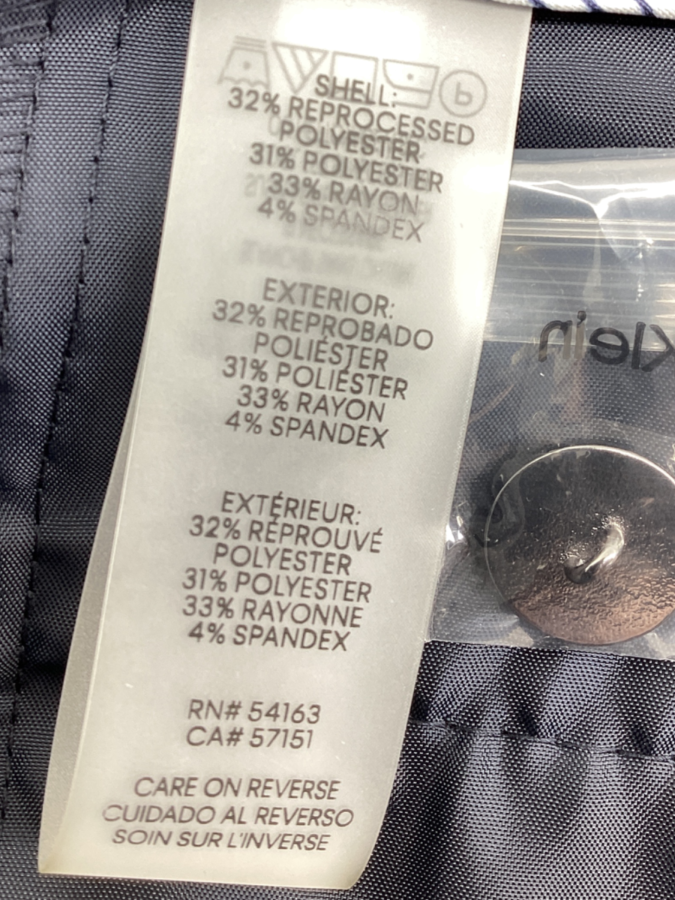 SHELL:
32% REPROCESSED
POLYESTER
31% POLYESTER
33% RAYON
4% SPANDEX
EXTERIOR:
32% REPROBADO
POLIÉSTER
31% POLIÉSTER
33% RAYON
4% SPANDEX
EXTÉRIEUR:
32% RÉPROUVÉ
POLYESTER
31% POLYESTER
33% RAYONNE
4% SPANDEX
RN# 54163
CA# 57151
CARE ON REVERSE
CUIDADO AL REVERSO
SOIN SUR L'INVERSE
Klein